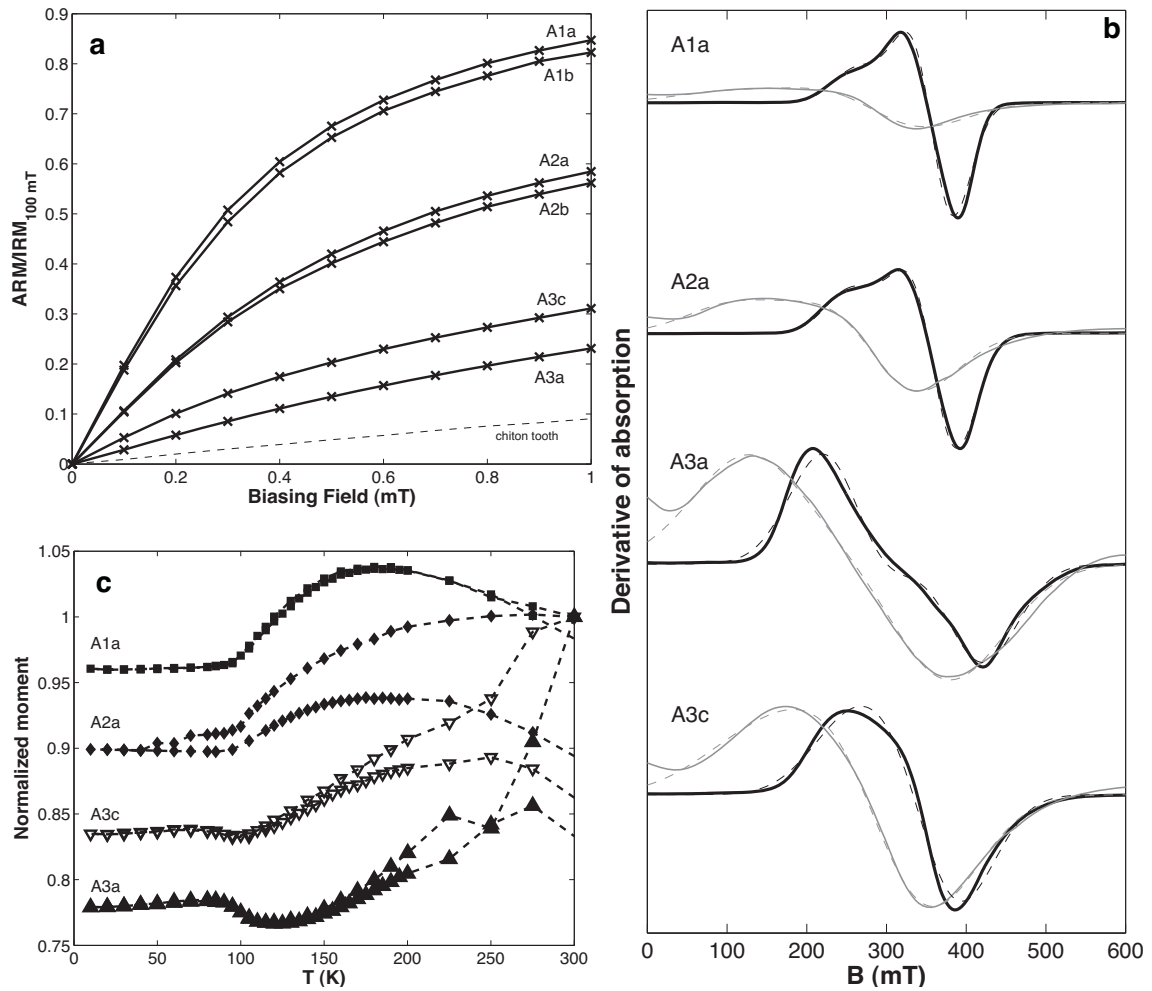 a
ARM/IRM100 mT
0.9
0.8
0.7
0.6
0.5
0.4
0.3
0.2
0.1
0
A1a
A1b
A2a
A2b
A3c
A3a
chiton tooth
0 0.2 0.4 0.6 0.8 1
Biasing Field (mT)
b
Derivative of absorption
A1a
A2a
A3a
A3c
0 100 200 300 400 500 600
B (mT)
c
Normalized moment
1.05
1
0.95
0.9
0.85
0.8
0.75
A1a
A2a
A3c
A3a
0 50 100 150 200 250 300
T (K)